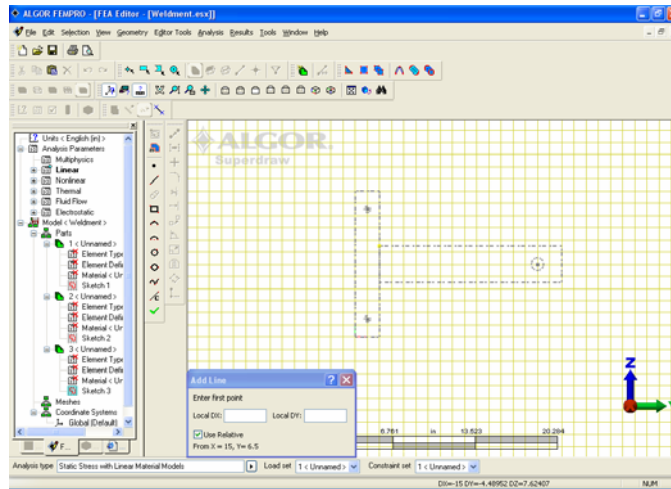 ALGOR FEMPRO - [FEA Editor - [Weldment.esx]]
File Edit Selection View Geometry Egitor Tools Analysis Results Tools Window Help
Units < English (in) >
Analysis Parameters
Multiphysics
Linear
Nonlinear
Thermal
Fluid Flow
Electrostatic
Model < Weldment >
Parts
1 < Unnamed >
Element Type
Element Defi
Material < Ur
Sketch 1
2 < Unnamed >
Element Type
Element Defi
Material < Ur
Sketch 2
3 < Unnamed >
Element Type
Element Defi
Material < Ur
Sketch 3
Meshes
Coordinate Systems
Global (Default)
F...
ALGOR.
Superdraw
Z
Y
Add Line
Enter first point
Local DX: Local DY:
Use Relative
From X = 15, Y= 6.5
6.761 in 13.523 20.284
Analysis type Static Stress with Linear Material Models Load set 1 < Unnamed > Constraint set 1 < Unnamed >
DX=-15 DY=-4.48952 DZ=7.62407 NUM